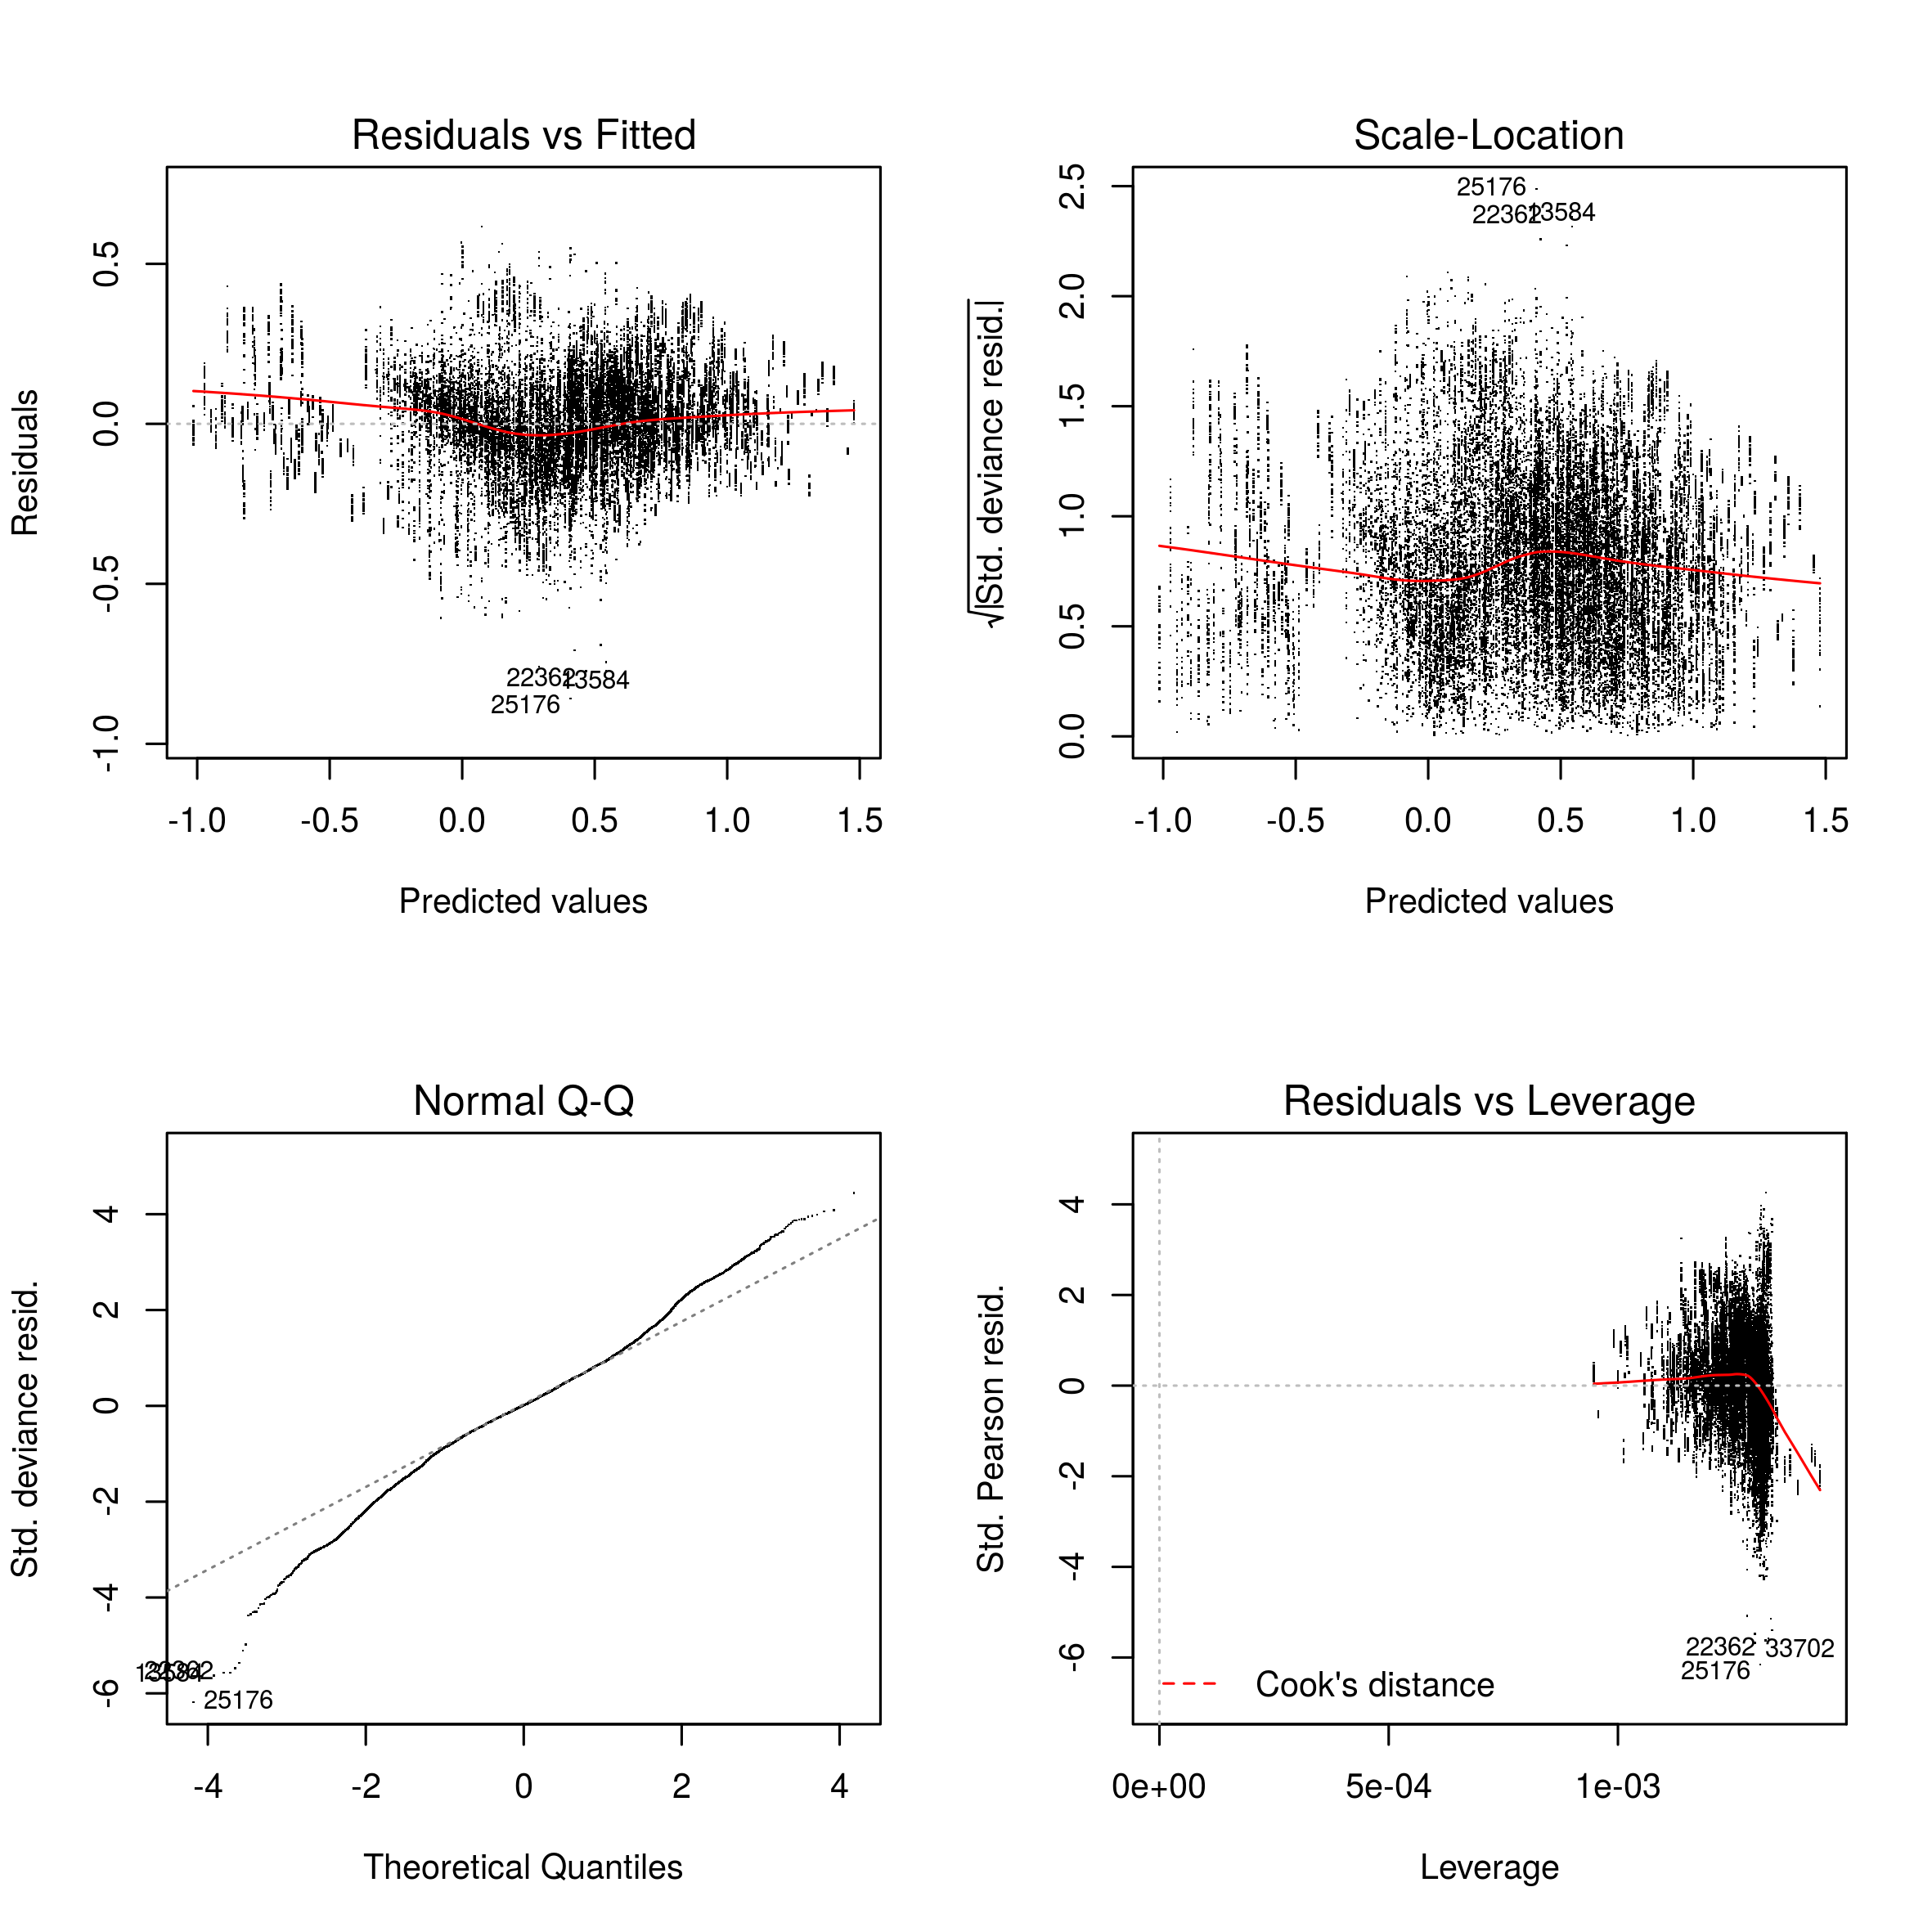 Residuals vs Fitted
Residuals
0.5
0.0
-0.5
-1.0
22362
13584
25176
-1.0 -0.5 0.0 0.5 1.0 1.5
Predicted values
Scale-Location
√|Std. deviance resid.|
2.5
2.0
1.5
1.0
0.5
0.0
25176
22362
13584
-1.0 -0.5 0.0 0.5 1.0 1.5
Predicted values
Normal Q-Q
Std. deviance resid.
4
2
0
-2
-4
-6
22362
13584
25176
-4 -2 0 2 4
Theoretical Quantiles
Residuals vs Leverage
Std. Pearson resid.
4
2
0
-2
-4
-6
22362
33702
25176
Cook's distance
0e+00 5e-04 1e-03
Leverage